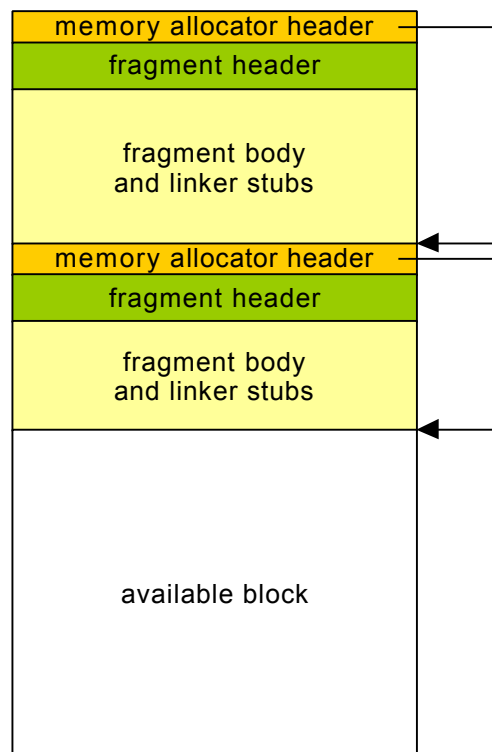 memory allocator header
fragment header
fragment body
and linker stubs
memory allocator header
fragment header
fragment body
and linker stubs
available block